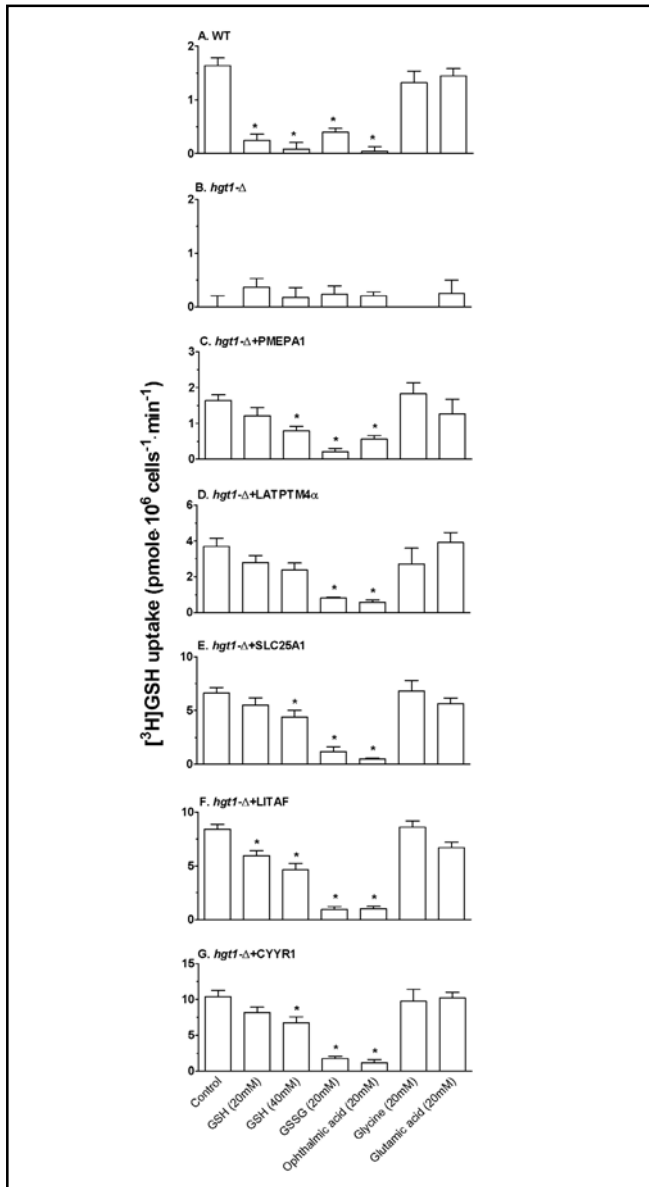 A. WT
2
1
0
* * * *
B. hgt1-Δ
2
1
0
C. hgt1-Δ+PMEPA1
3
2
1
0
* * *
D. hgt1-Δ+LATPTM4α
6
4
2
0
* *
E. hgt1-Δ+SLC25A1
10
5
0
* * *
F. hgt1-Δ+LITAF
10
5
0
* * * *
G. hgt1-Δ+CYYR1
15
10
5
0
* * *
[³H]GSH uptake (pmole·10⁶ cells⁻¹·min⁻¹)
Control
GSH (20mM)
GSH (40mM)
GSSG (20mM)
Ophthalmic acid (20mM)
Glycine (20mM)
Glutamic acid (20mM)